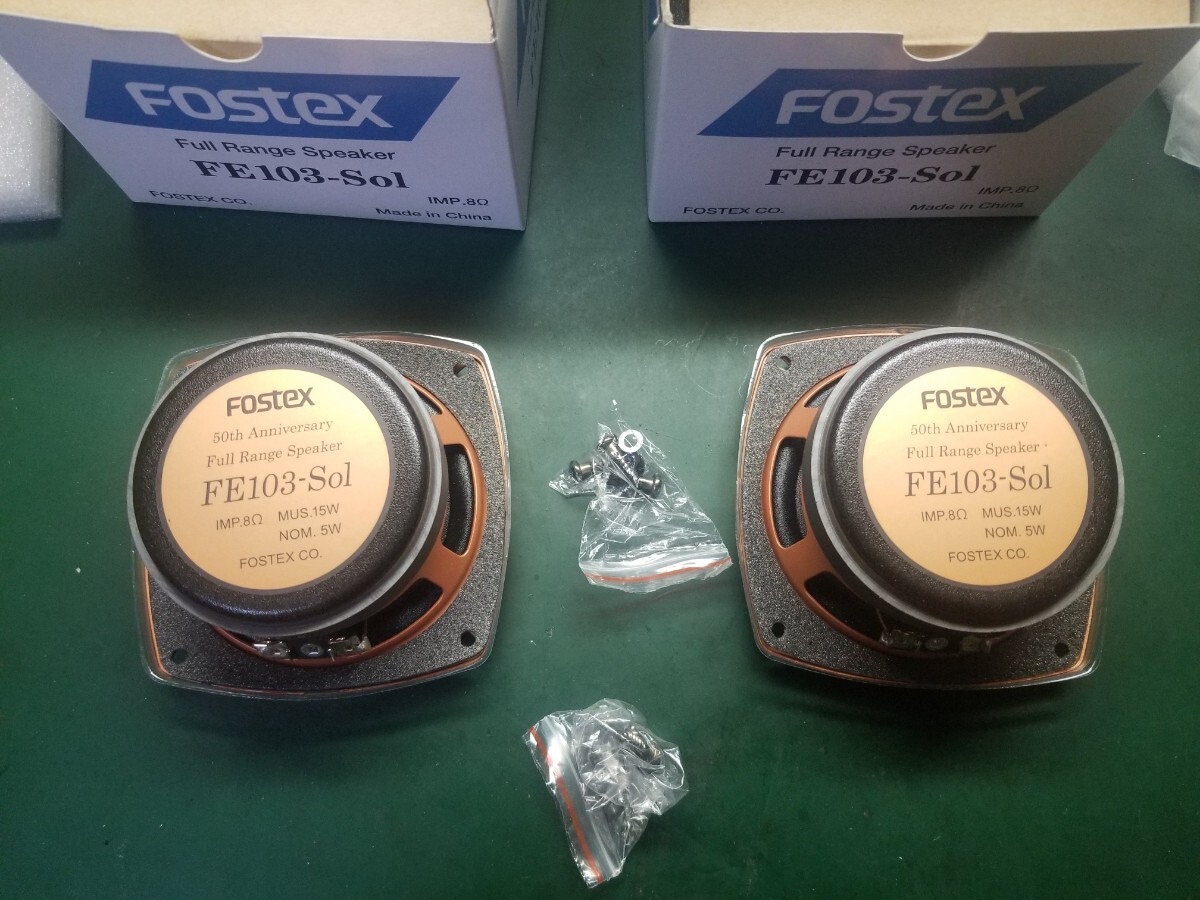 FOSTEX
Full Range Speaker
FE103-Sol
IMP.8Ω
FOSTEX CO.
Made in China
FOSTEX
Full Range Speaker
FE103-Sol
IMP.8Ω
FOSTEX CO.
Made in China
FOSTEX
50th Anniversary
Full Range Speaker
FE103-Sol
IMP.8Ω MUS.15W
NOM. 5W
FOSTEX CO.
FOSTEX
50th Anniversary
Full Range Speaker
FE103-Sol
IMP.8Ω MUS.15W
NOM. 5W
FOSTEX CO.